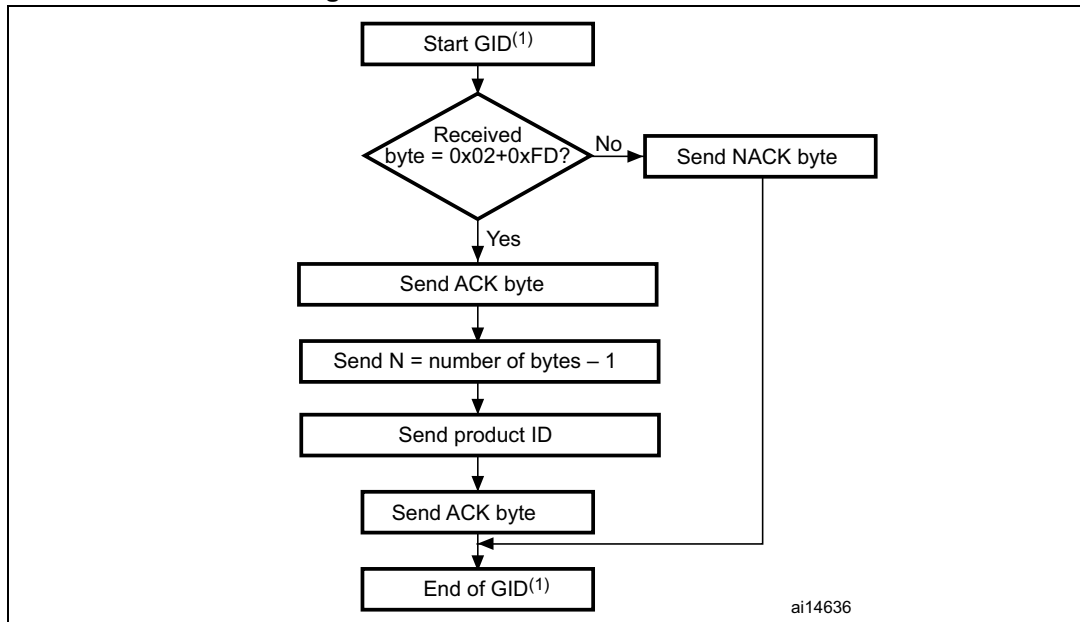 Start GID(1)
Received
byte = 0x02+0xFD?
No
Send NACK byte
Yes
Send ACK byte
Send N = number of bytes – 1
Send product ID
Send ACK byte
End of GID(1)
ai14636